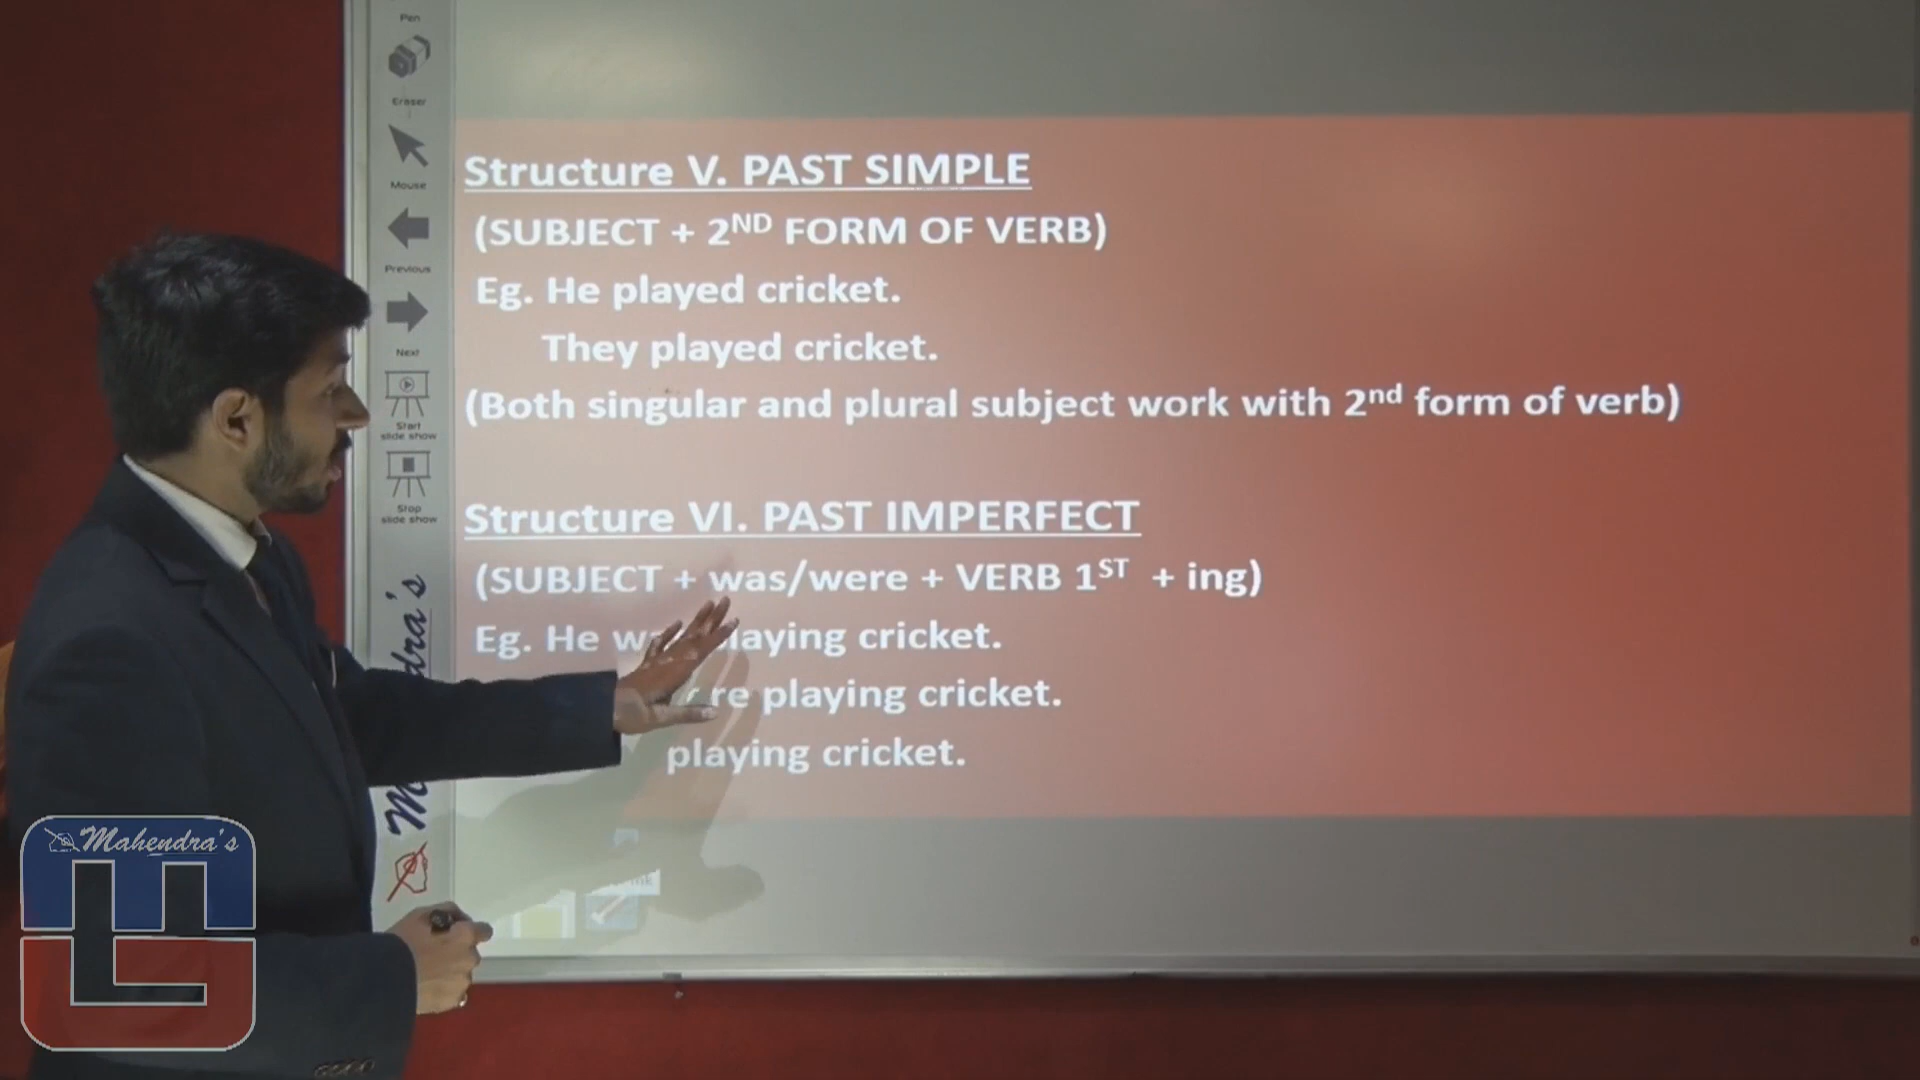 Pen
Eraser
Mouse
Previous
Next
Start
slide show
Stop
slide show
Structure V. PAST SIMPLE
(SUBJECT + 2ND FORM OF VERB)
Eg. He played cricket.
They played cricket.
(Both singular and plural subject work with 2nd form of verb)
Structure VI. PAST IMPERFECT
(SUBJECT + was/were + VERB 1ST + ing)
Eg. He playing cricket.
playing cricket.
playing cricket.
Mahendra's